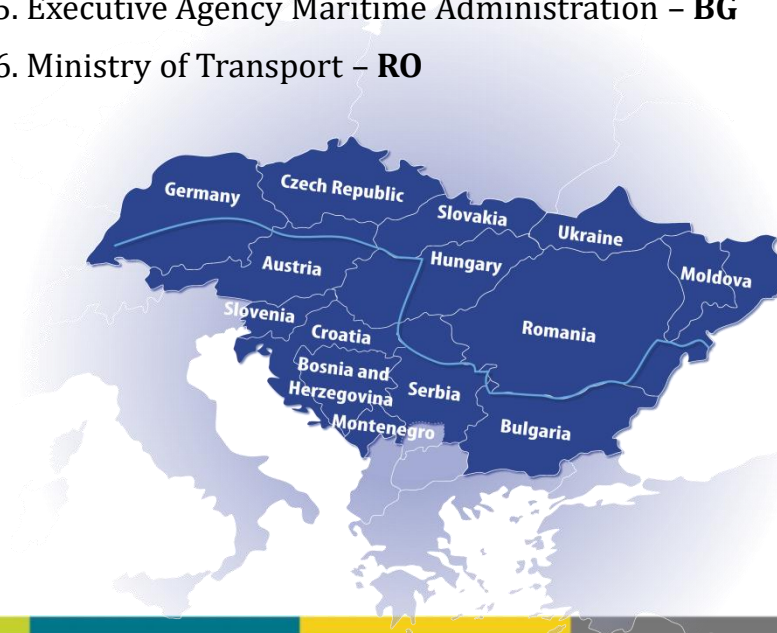 5. Executive Agency Maritime Administration – BG
6. Ministry of Transport – RO
Germany
Czech Republic
Slovakia
Ukraine
Hungary
Moldova
Austria
Slovenia
Croatia
Romania
Bosnia and
Herzegovina
Serbia
Montenegro
Bulgaria